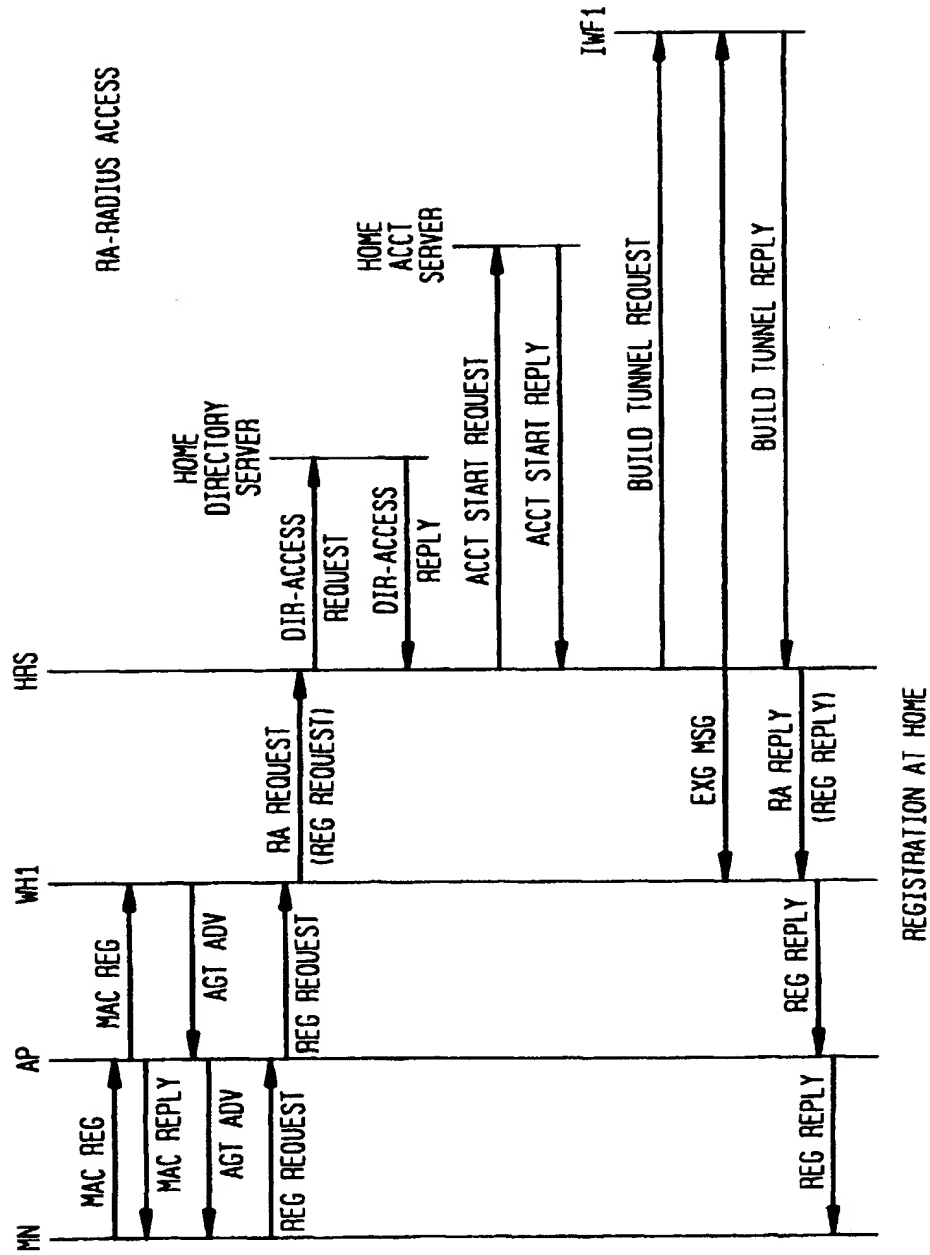 RA-RADIUS ACCESS
MN
AP
WH1
HRS
HOME
DIRECTORY
SERVER
HOME
ACCT
SERVER
IWF1
MAC REG
MAC REG
MAC REPLY
AGT ADV
AGT ADV
REG REQUEST
REG REQUEST
RA REQUEST
(REG REQUEST)
DIR-ACCESS
REQUEST
DIR-ACCESS
REPLY
ACCT START REQUEST
ACCT START REPLY
BUILD TUNNEL REQUEST
EXG MSG
BUILD TUNNEL REPLY
RA REPLY
(REG REPLY)
REG REPLY
REG REPLY
REGISTRATION AT HOME